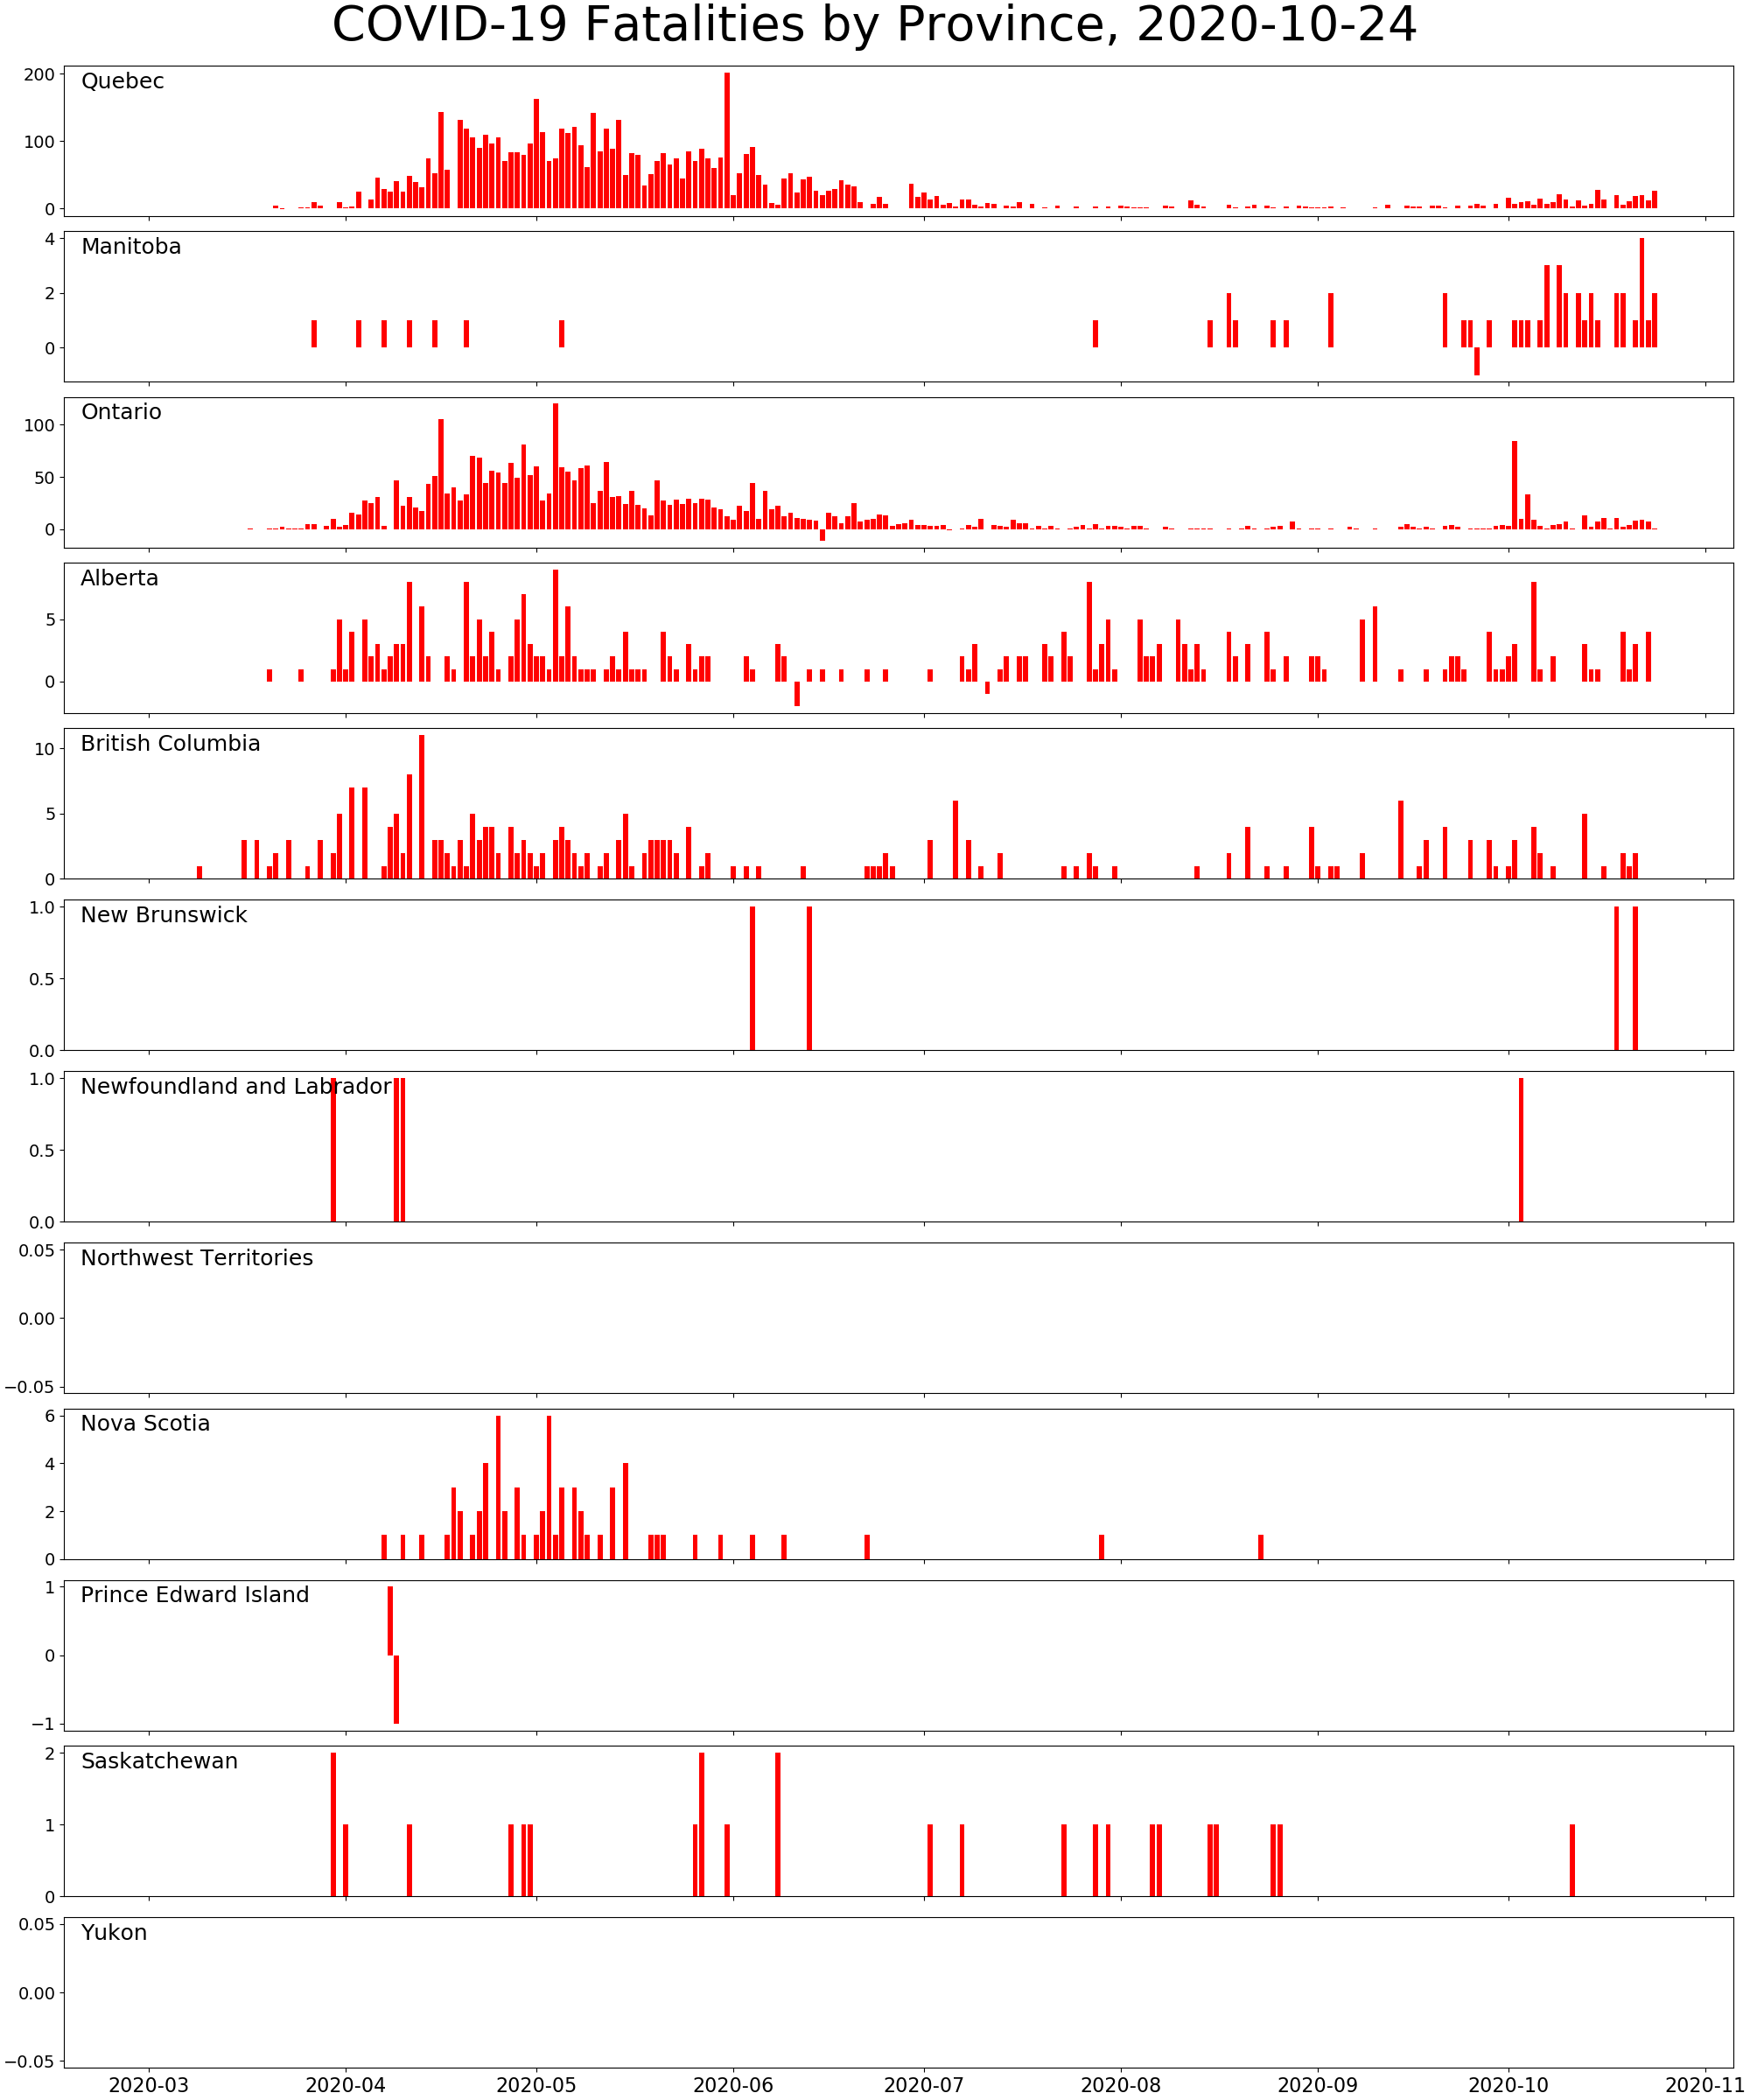 COVID-19 Fatalities by Province, 2020-10-24
Quebec
200
100
0
Manitoba
4
2
0
Ontario
100
50
0
Alberta
5
0
British Columbia
10
5
0
New Brunswick
1.0
0.5
0.0
Newfoundland and Labrador
1.0
0.5
0.0
Northwest Territories
0.05
0.00
−0.05
Nova Scotia
6
4
2
0
Prince Edward Island
1
0
−1
Saskatchewan
2
1
0
Yukon
0.05
0.00
−0.05
2020-03 2020-04 2020-05 2020-06 2020-07 2020-08 2020-09 2020-10 2020-11